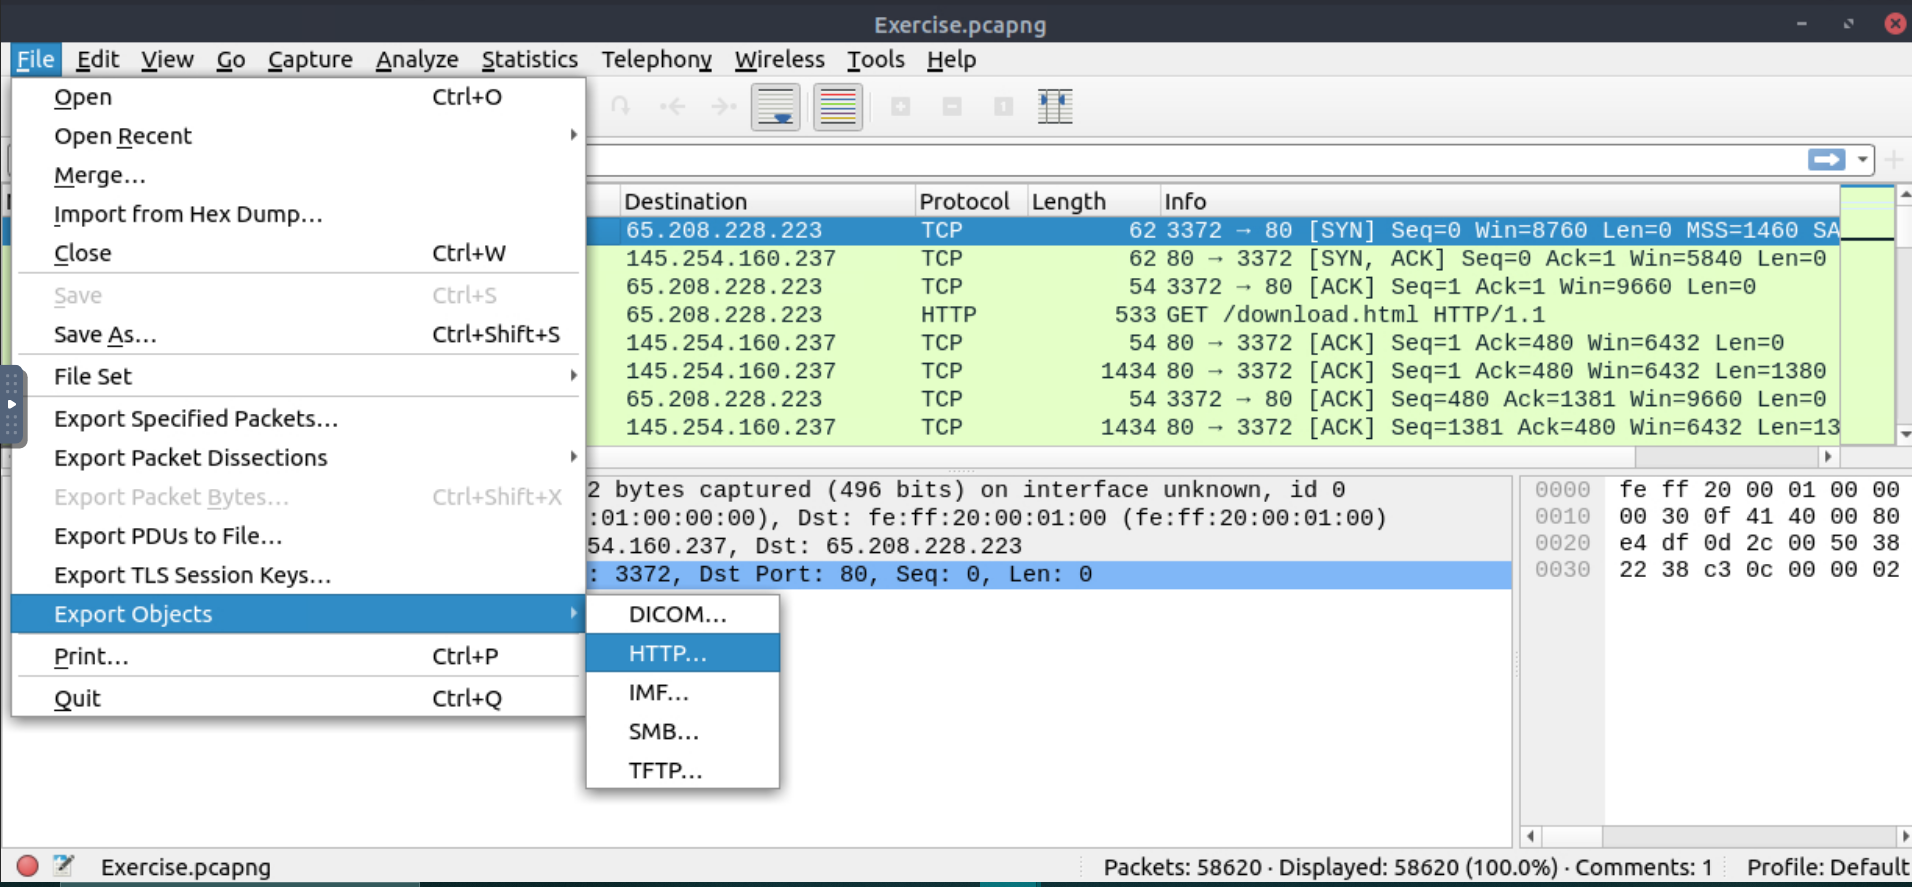 Exercise.pcapng
File Edit View Go Capture Analyze Statistics Telephony Wireless Tools Help
Open Ctrl+O
Open Recent
Merge...
Import from Hex Dump...
Close Ctrl+W
Save Ctrl+S
Save As... Ctrl+Shift+S
File Set
Export Specified Packets...
Export Packet Dissections
Export Packet Bytes... Ctrl+Shift+X
Export PDUs to File...
Export TLS Session Keys...
Export Objects
Print... Ctrl+P
Quit Ctrl+Q
DICOM...
HTTP...
IMF...
SMB...
TFTP...
Destination Protocol Length Info
65.208.228.223 TCP 62 3372 → 80 [SYN] Seq=0 Win=8760 Len=0 MSS=1460 SA
145.254.160.237 TCP 62 80 → 3372 [SYN, ACK] Seq=0 Ack=1 Win=5840 Len=0
65.208.228.223 TCP 54 3372 → 80 [ACK] Seq=1 Ack=1 Win=9660 Len=0
65.208.228.223 HTTP 533 GET /download.html HTTP/1.1
145.254.160.237 TCP 54 80 → 3372 [ACK] Seq=1 Ack=480 Win=6432 Len=0
145.254.160.237 TCP 1434 80 → 3372 [ACK] Seq=1 Ack=480 Win=6432 Len=1380
65.208.228.223 TCP 54 3372 → 80 [ACK] Seq=480 Ack=1381 Win=9660 Len=0
145.254.160.237 TCP 1434 80 → 3372 [ACK] Seq=1381 Ack=480 Win=6432 Len=13
2 bytes captured (496 bits) on interface unknown, id 0
:01:00:00:00), Dst: fe:ff:20:00:01:00 (fe:ff:20:00:01:00)
54.160.237, Dst: 65.208.228.223
: 3372, Dst Port: 80, Seq: 0, Len: 0
0000 fe ff 20 00 01 00 00
0010 00 30 0f 41 40 00 80
0020 e4 df 0d 2c 00 50 38
0030 22 38 c3 0c 00 00 02
Exercise.pcapng Packets: 58620 · Displayed: 58620 (100.0%) · Comments: 1 Profile: Default